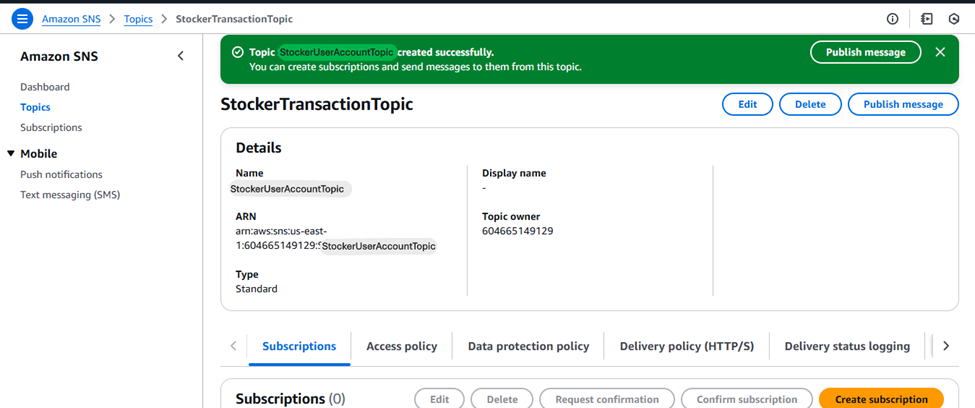 Amazon SNS > Topics > StockerTransactionTopic
Amazon SNS
Dashboard
Topics
Subscriptions
Mobile
Push notifications
Text messaging (SMS)
Topic StockerUserAccountTopic created successfully.
You can create subscriptions and send messages to them from this topic.
Publish message
StockerTransactionTopic
Edit
Delete
Publish message
Details
Name
StockerUserAccountTopic
ARN
arn:aws:sns:us-east-
1:604665149129:StockerUserAccountTopic
Type
Standard
Display name
-
Topic owner
604665149129
Subscriptions
Access policy
Data protection policy
Delivery policy (HTTP/S)
Delivery status logging
Subscriptions (0)
Edit
Delete
Request confirmation
Confirm subscription
Create subscription